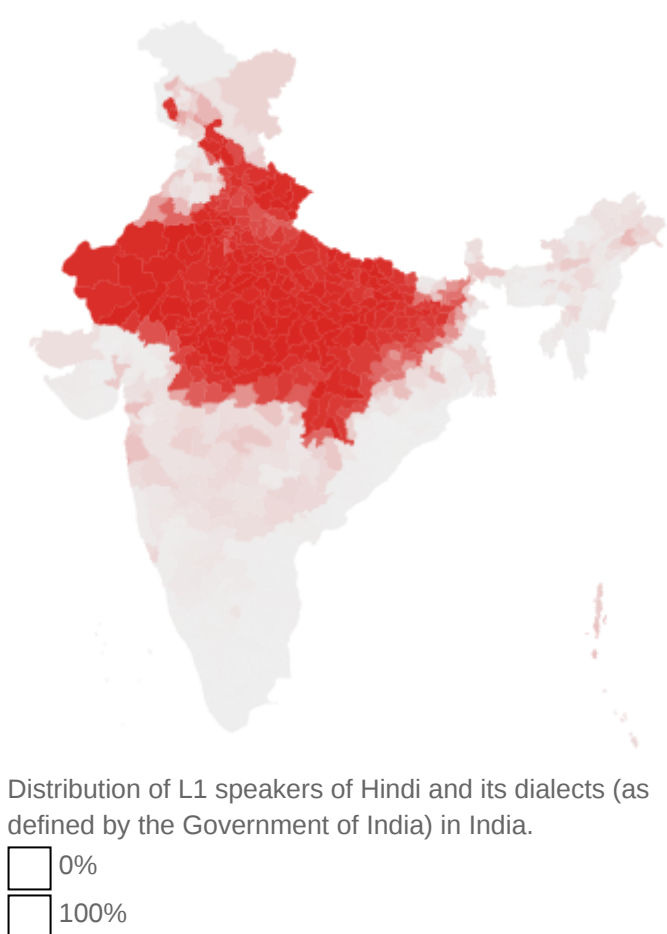 Distribution of L1 speakers of Hindi and its dialects (as
defined by the Government of India) in India.
0%
100%